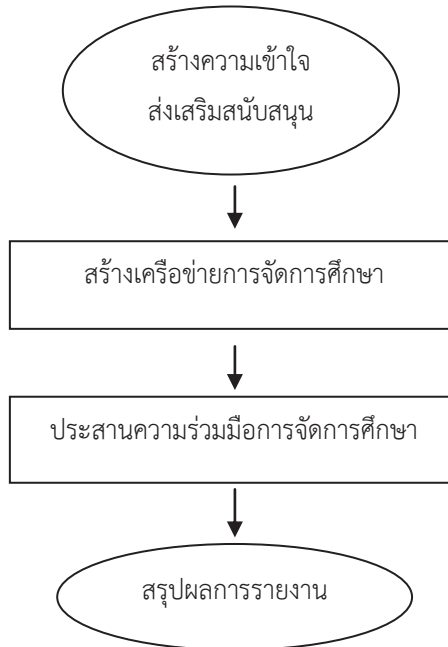 สร้างความเข้าใจ
ส่งเสริมสนับสนุน
สร้างเครือข่ายการจัดการศึกษา
ประสานความร่วมมือการจัดการศึกษา
สรุปผลการรายงาน